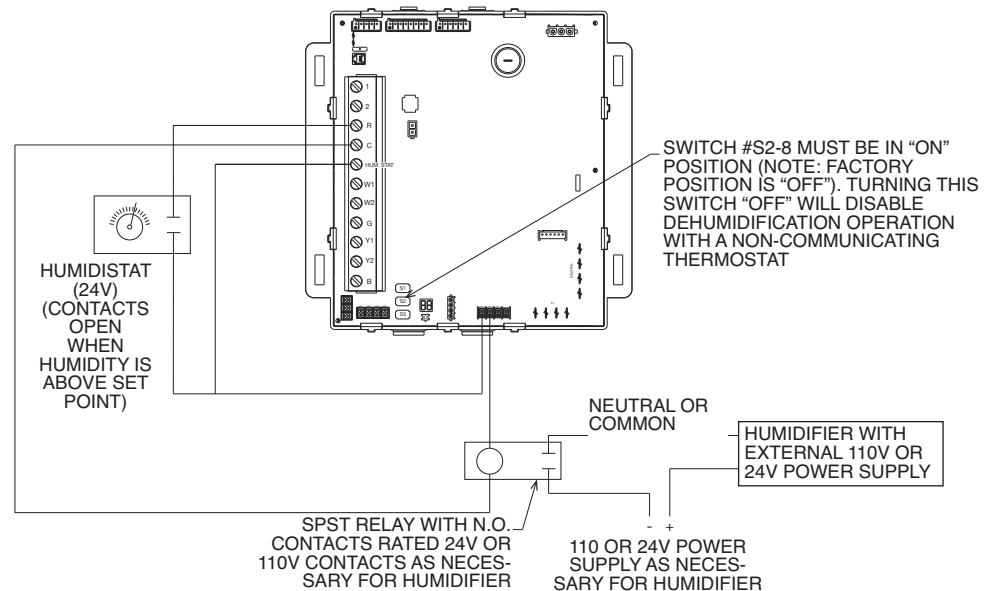 1
2
R
C
HUM STAT
W1
W2
G
Y1
Y2
B
S1
S2
S3
NEUTRAL
L1
SWITCH #S2-8 MUST BE IN “ON”
POSITION (NOTE: FACTORY
POSITION IS “OFF”). TURNING THIS
SWITCH “OFF” WILL DISABLE
DEHUMIDIFICATION OPERATION
WITH A NON-COMMUNICATING
THERMOSTAT
HUMIDISTAT
(24V)
(CONTACTS
OPEN
WHEN
HUMIDITY IS
ABOVE SET
POINT)
NEUTRAL OR
COMMON
HUMIDIFIER WITH
EXTERNAL 110V OR
24V POWER SUPPLY
SPST RELAY WITH N.O.
CONTACTS RATED 24V OR
110V CONTACTS AS NECES-
SARY FOR HUMIDIFIER
- +
110 OR 24V POWER
SUPPLY AS NECES-
SARY FOR HUMIDIFIER